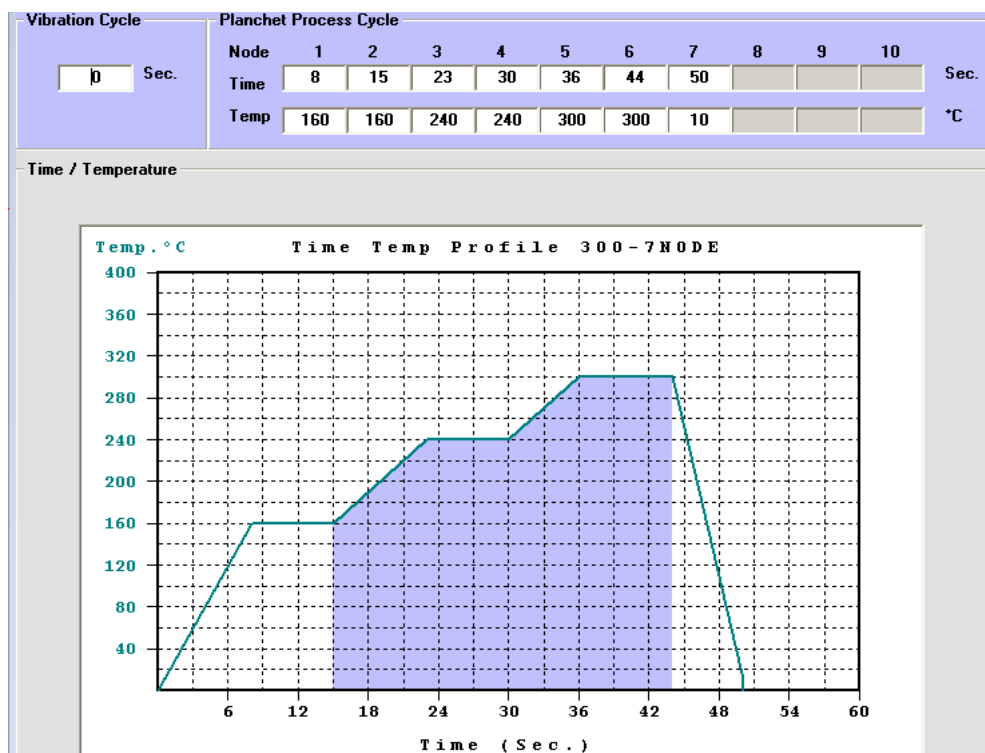 Vibration Cycle
Planchet Process Cycle
Node 1 2 3 4 5 6 7 8 9 10
0 Sec.
Time 8 15 23 30 36 44 50 Sec.
Temp 160 160 240 240 300 300 10 °C
Time / Temperature
Temp.°C Time Temp Profile 300-7NODE
400
360
320
280
240
200
160
120
80
40
6 12 18 24 30 36 42 48 54 60
Time (Sec.)